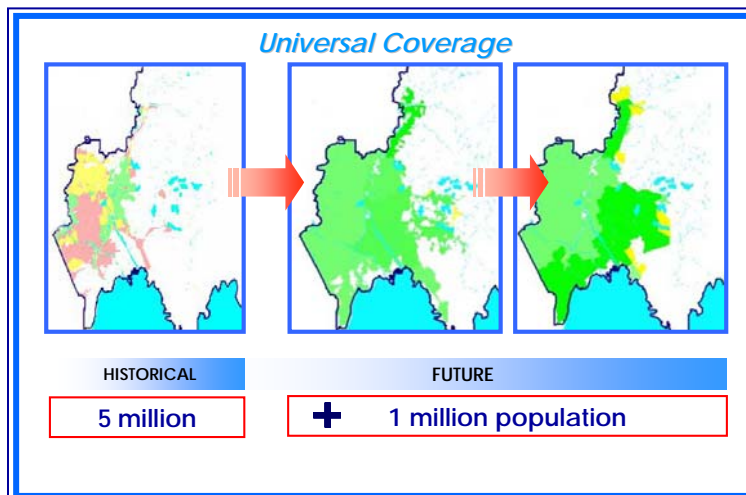 Universal Coverage
HISTORICAL
FUTURE
5 million
+ 1 million population